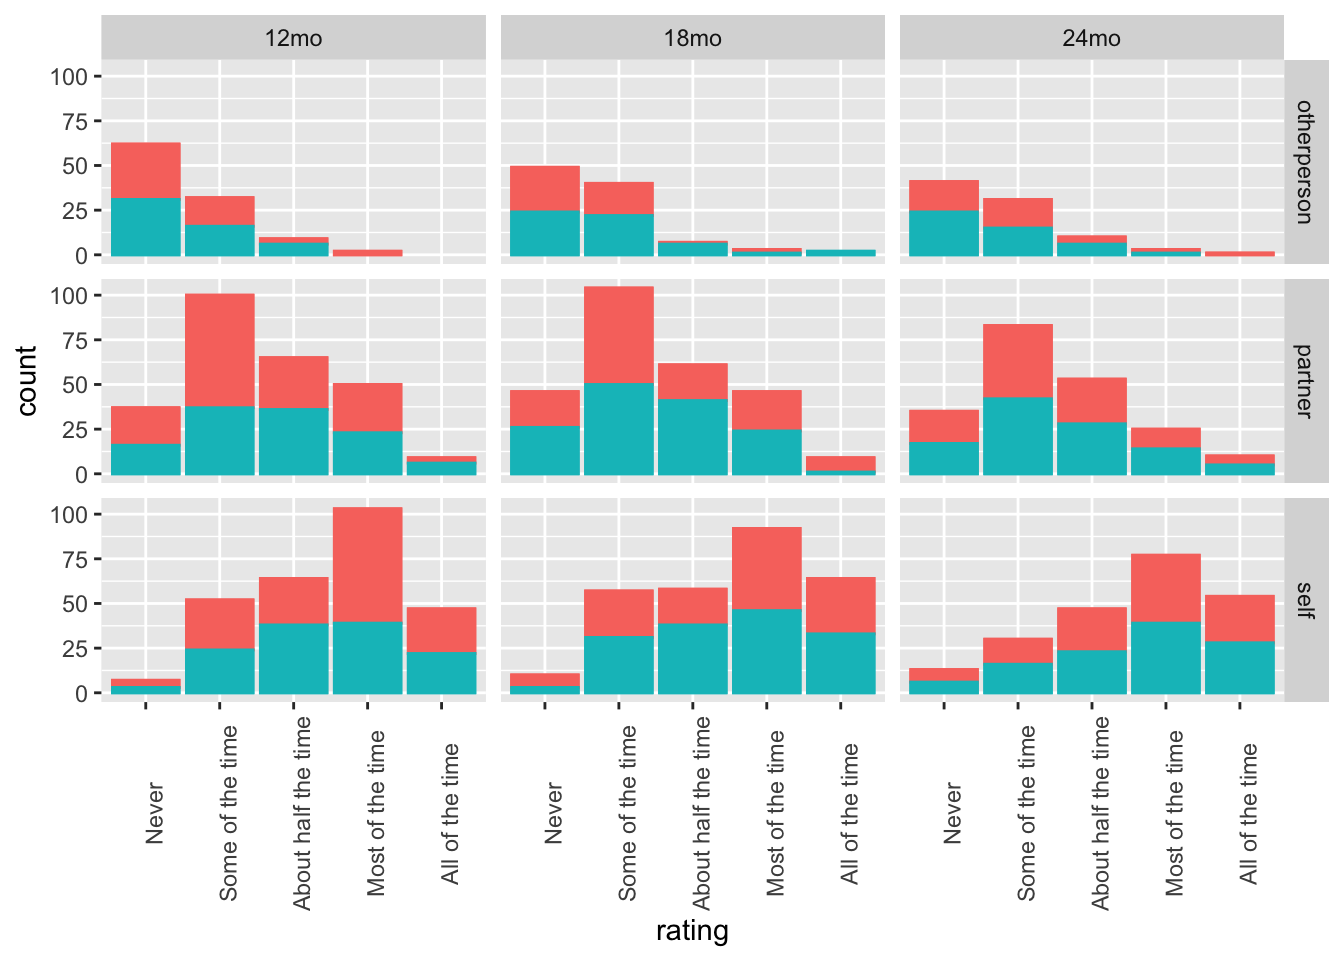 12mo
18mo
24mo
100
75
50
25
0
otherperson
100
75
50
25
0
partner
100
75
50
25
0
self
count
Never
Some of the time
About half the time
Most of the time
All of the time
Never
Some of the time
About half the time
Most of the time
All of the time
Never
Some of the time
About half the time
Most of the time
All of the time
rating